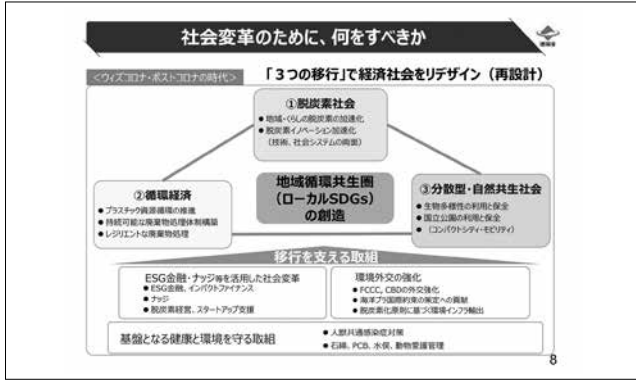 社会変革のために、何をすべきか
環境省
＜ウィズコロナ・ポストコロナの時代＞
「３つの移行」で経済社会をリデザイン（再設計）
①脱炭素社会
● 地域・くらしの脱炭素の加速化
● 脱炭素イノベーション加速化
（技術、社会システムの両面）
②循環経済
● プラスチック資源循環の推進
● 持続可能な廃棄物処理体制構築
● レジリエントな廃棄物処理
地域循環共生圏
（ローカルSDGs）
の創造
③分散型・自然共生社会
● 生物多様性の利用と保全
● 国立公園の利用と保全
● （コンパクトシティ・モビリティ）
移行を支える取組
ESG金融・ナッジ等を活用した社会変革
● ESG金融、インパクトファイナンス
● ナッジ
● 脱炭素経営、スタートアップ支援
環境外交の強化
● FCCC, CBDの外交強化
● 海洋プラ国際約束の策定への貢献
● 脱炭素化原則に基づく環境インフラ輸出
基盤となる健康と環境を守る取組
● 人獣共通感染症対策
● 石綿、PCB、水俣、動物愛護管理
8